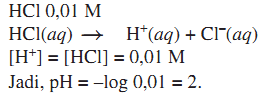 HCl 0,01 M
HCl(aq) → H⁺(aq) + Cl⁻(aq)
[H⁺] = [HCl] = 0,01 M
Jadi, pH = –log 0,01 = 2.